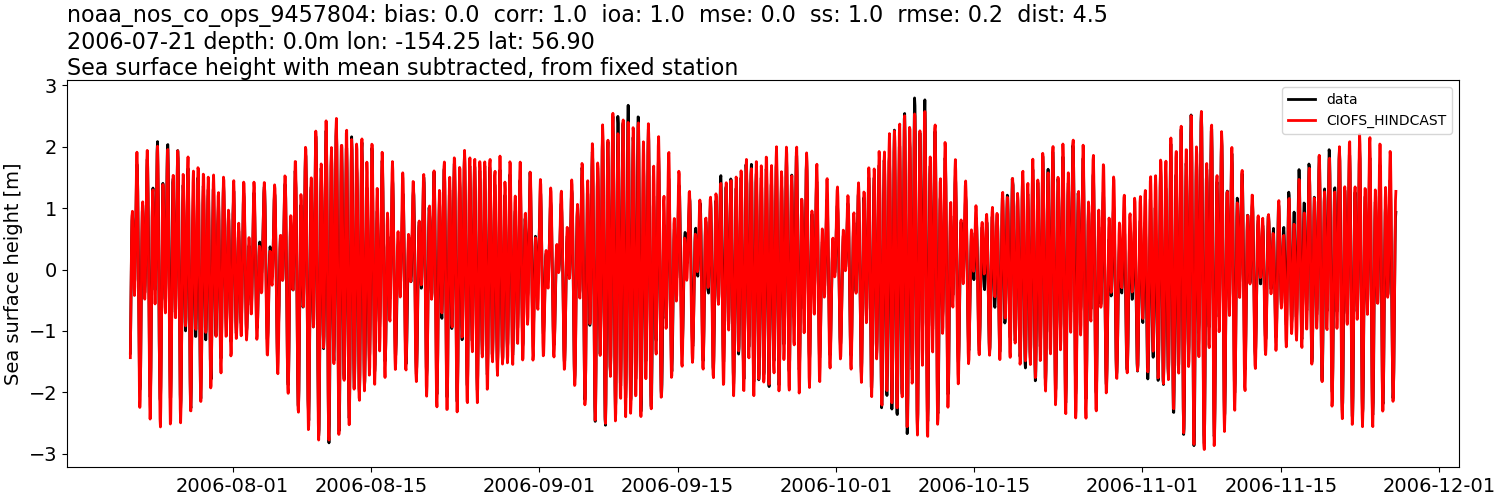 noaa_nos_co_ops_9457804: bias: 0.0  corr: 1.0  ioa: 1.0  mse: 0.0  ss: 1.0  rmse: 0.2  dist: 4.5
2006-07-21 depth: 0.0m lon: -154.25 lat: 56.90
Sea surface height with mean subtracted, from fixed station
Sea surface height [m]
3
2
1
0
−1
−2
−3
data
CIOFS_HINDCAST
2006-08-01 2006-08-15 2006-09-01 2006-09-15 2006-10-01 2006-10-15 2006-11-01 2006-11-15 2006-12-01